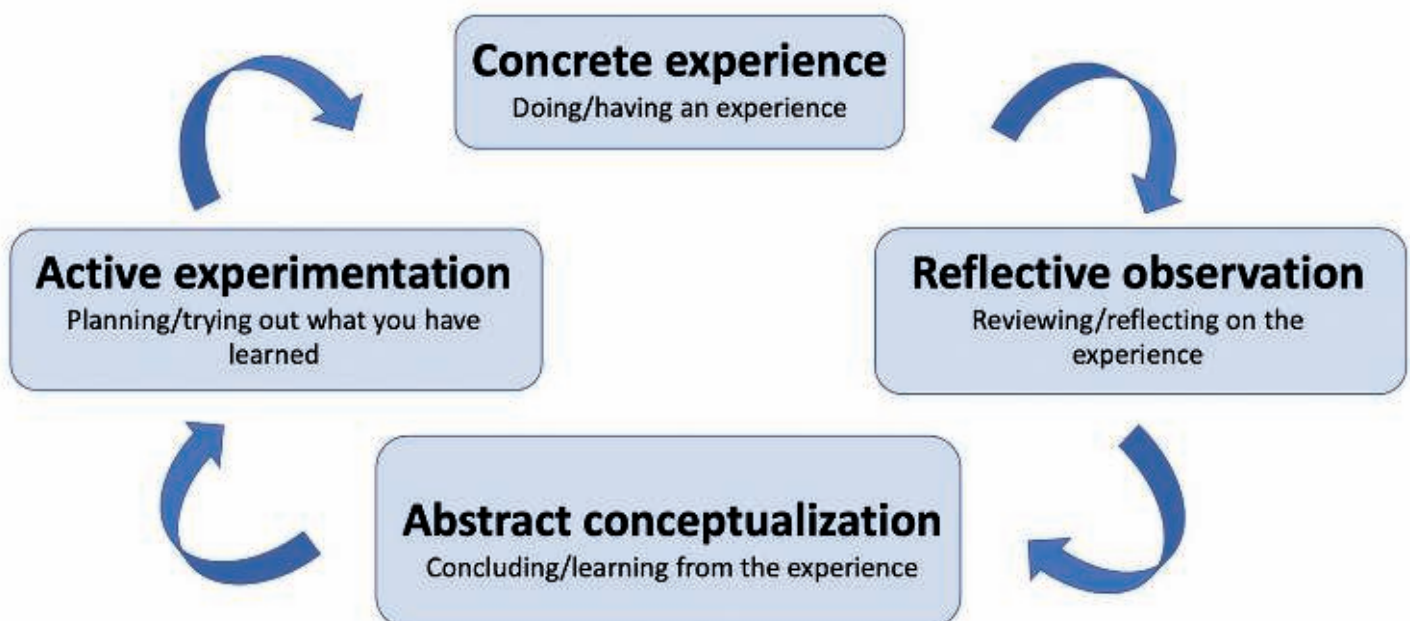 Concrete experience
Doing/having an experience
Active experimentation
Planning/trying out what you have
learned
Reflective observation
Reviewing/reflecting on the
experience
Abstract conceptualization
Concluding/learning from the experience